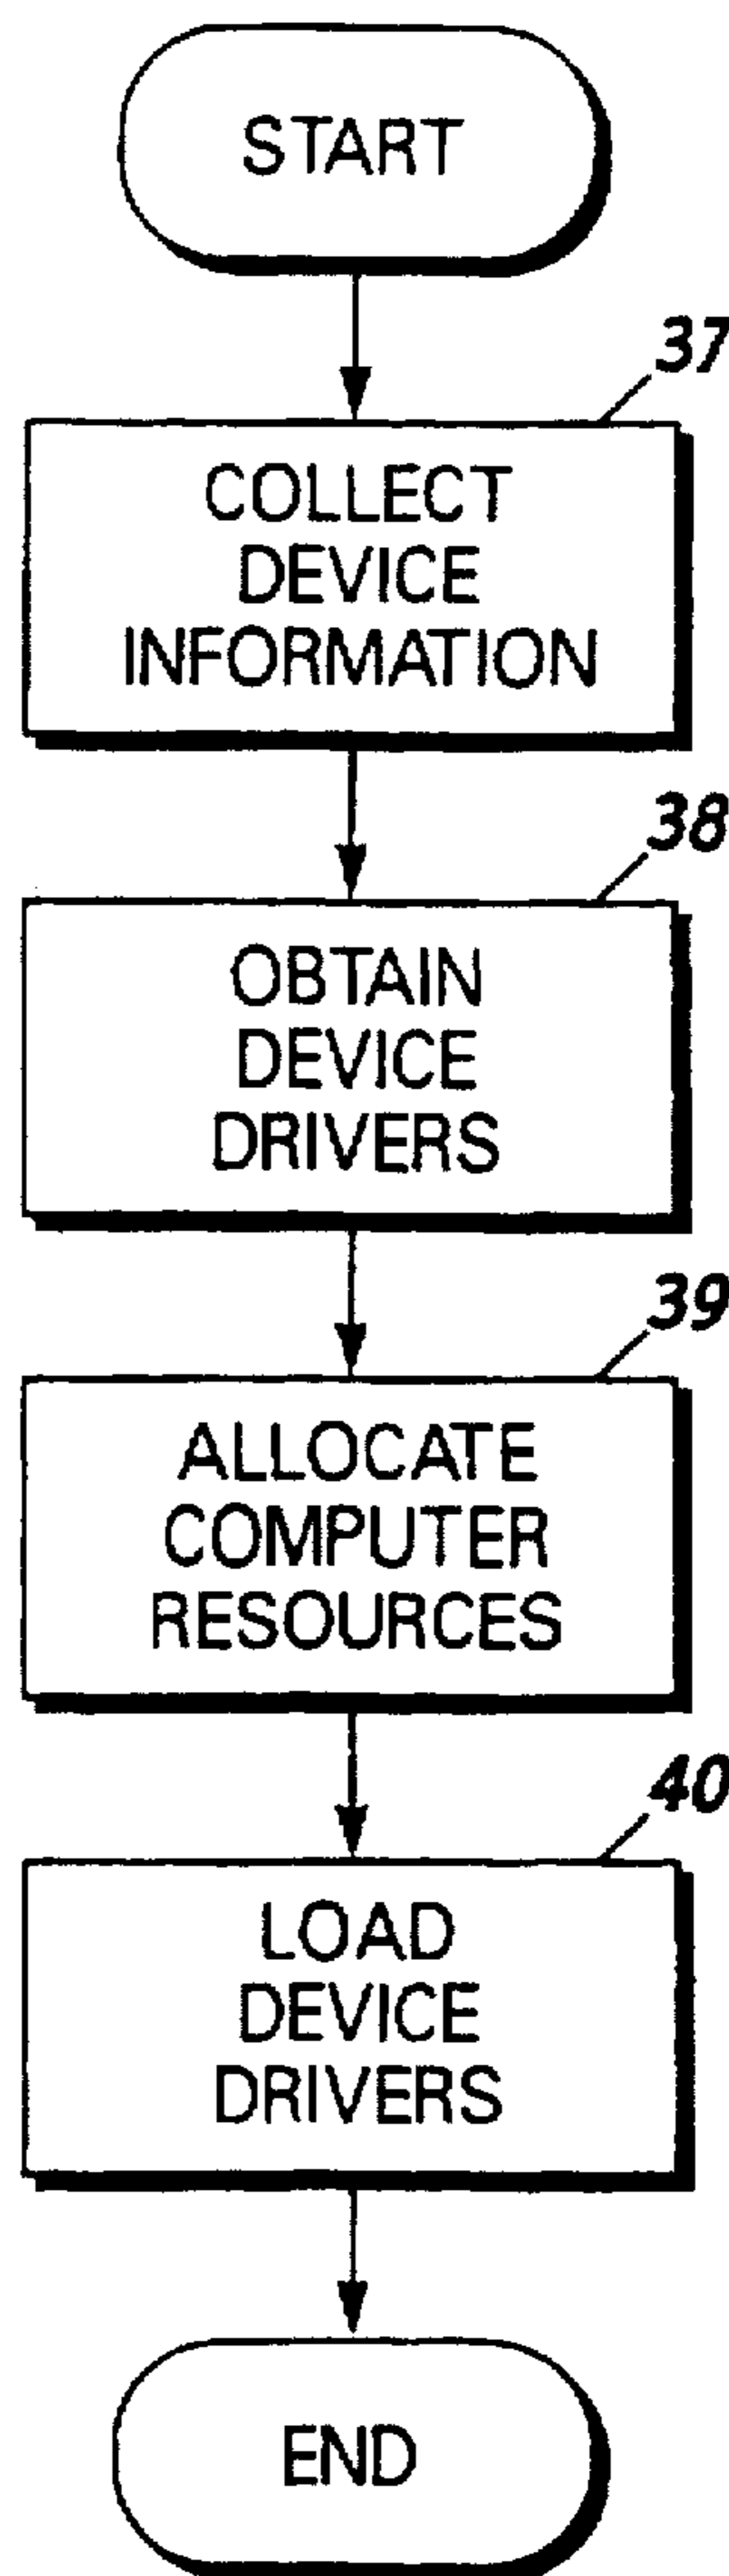 START
37
COLLECT
DEVICE
INFORMATION
38
OBTAIN
DEVICE
DRIVERS
39
ALLOCATE
COMPUTER
RESOURCES
40
LOAD
DEVICE
DRIVERS
END